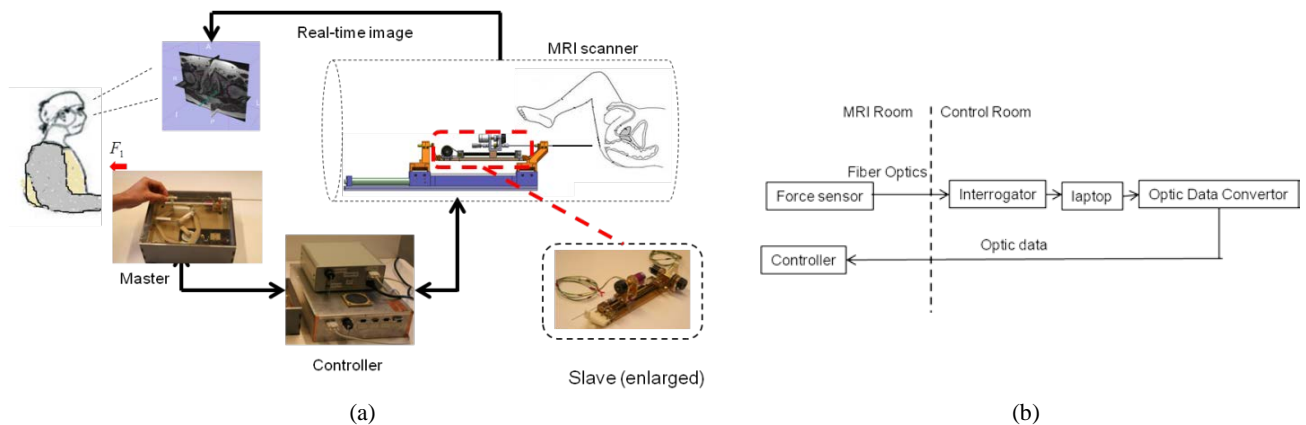 Real-time image
MRI scanner
F₁
Master
Controller
Slave (enlarged)
(a)
MRI Room
Control Room
Fiber Optics
Force sensor
Interrogator
laptop
Optic Data Convertor
Optic data
Controller
(b)